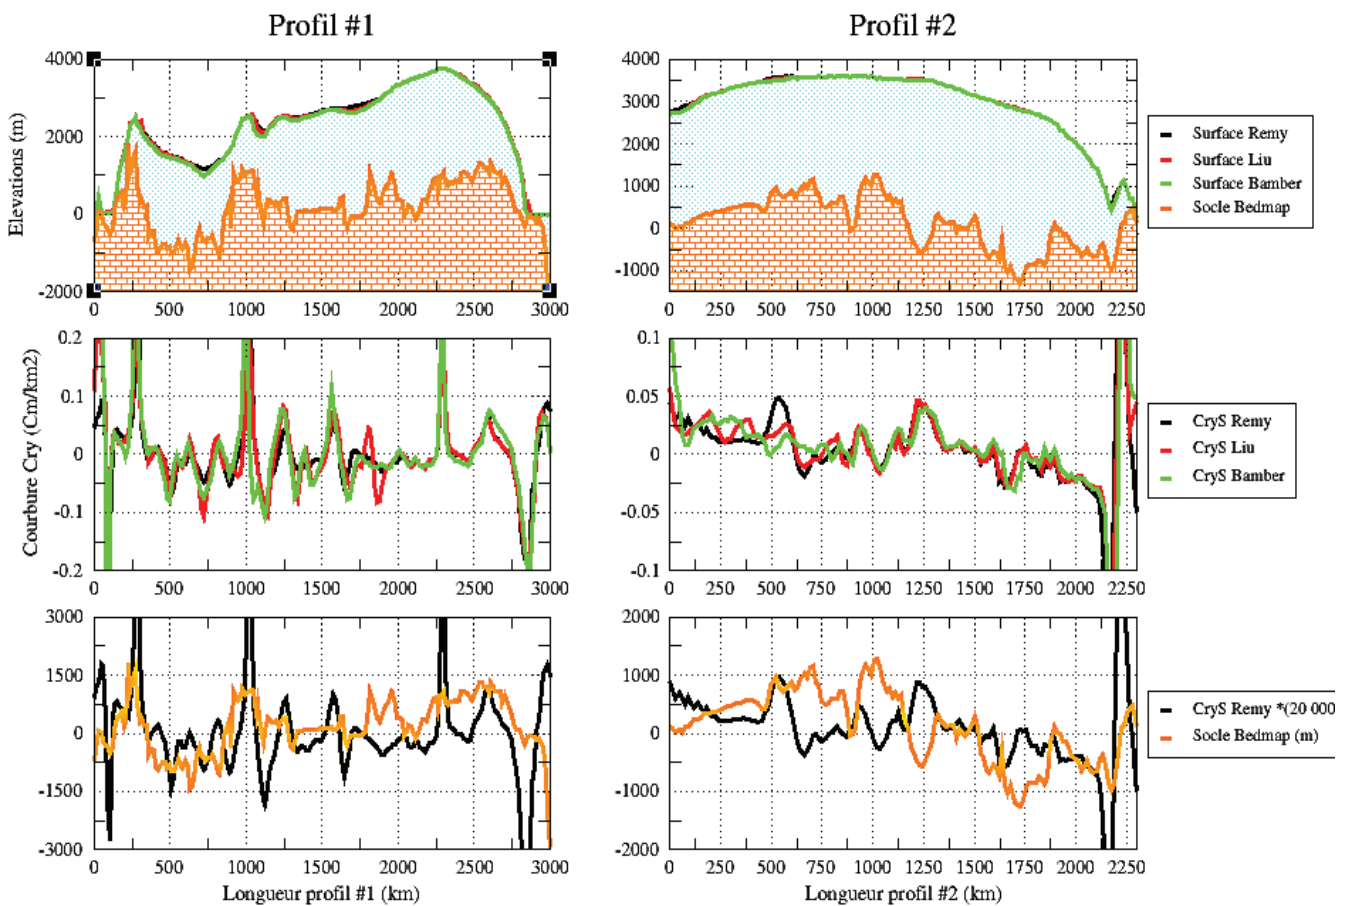 Profil #1
Profil #2
Elevations (m)
4000
2000
0
-2000
0 500 1000 1500 2000 2500 3000
4000
3000
2000
1000
0
-1000
0 250 500 750 1000 1250 1500 1750 2000 2250
Surface Remy
Surface Liu
Surface Bamber
Socle Bedmap
Courbure Cry (Cm/km2)
0.2
0.1
0
-0.1
-0.2
0 500 1000 1500 2000 2500 3000
0.1
0.05
0
-0.05
-0.1
0 250 500 750 1000 1250 1500 1750 2000 2250
CryS Remy
CryS Liu
CryS Bamber
3000
1500
0
-1500
-3000
0 500 1000 1500 2000 2500 3000
Longueur profil #1 (km)
2000
1000
0
-1000
-2000
0 250 500 750 1000 1250 1500 1750 2000 2250
Longueur profil #2 (km)
CryS Remy *(20 000
Socle Bedmap (m)